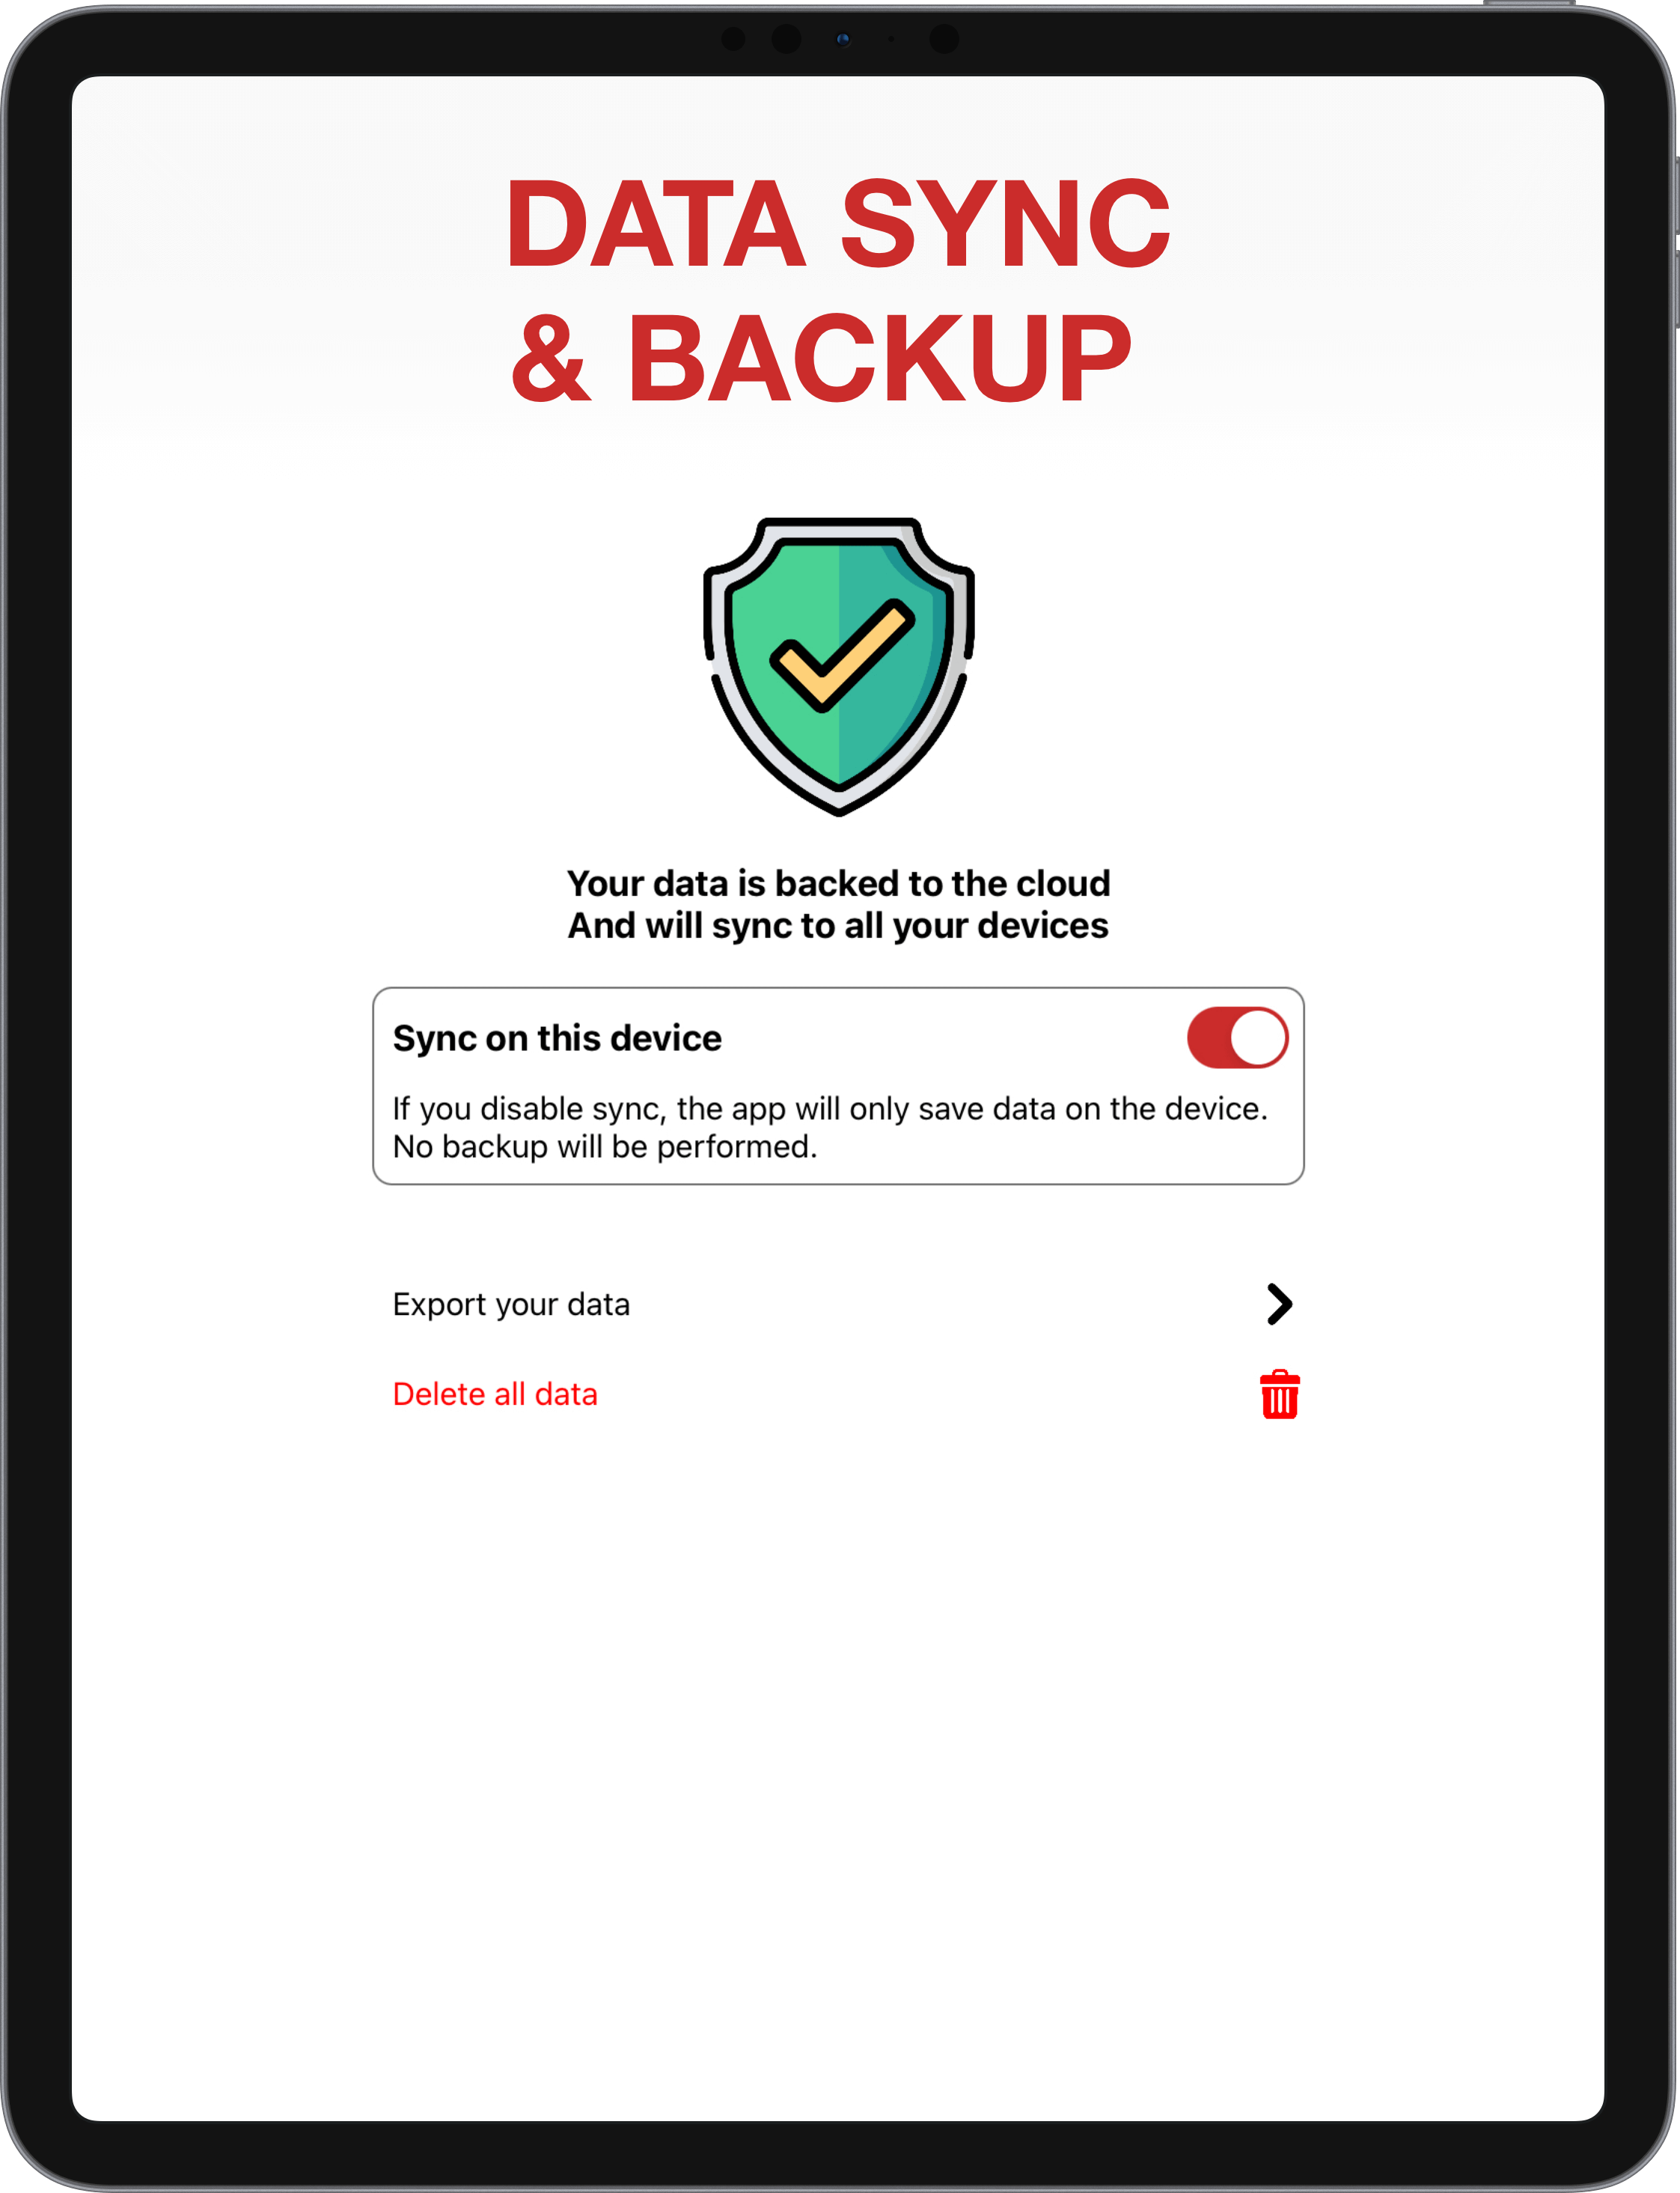 DATA SYNC
& BACKUP
Your data is backed to the cloud
And will sync to all your devices
Sync on this device
If you disable sync, the app will only save data on the device.
No backup will be performed.
Export your data
Delete all data